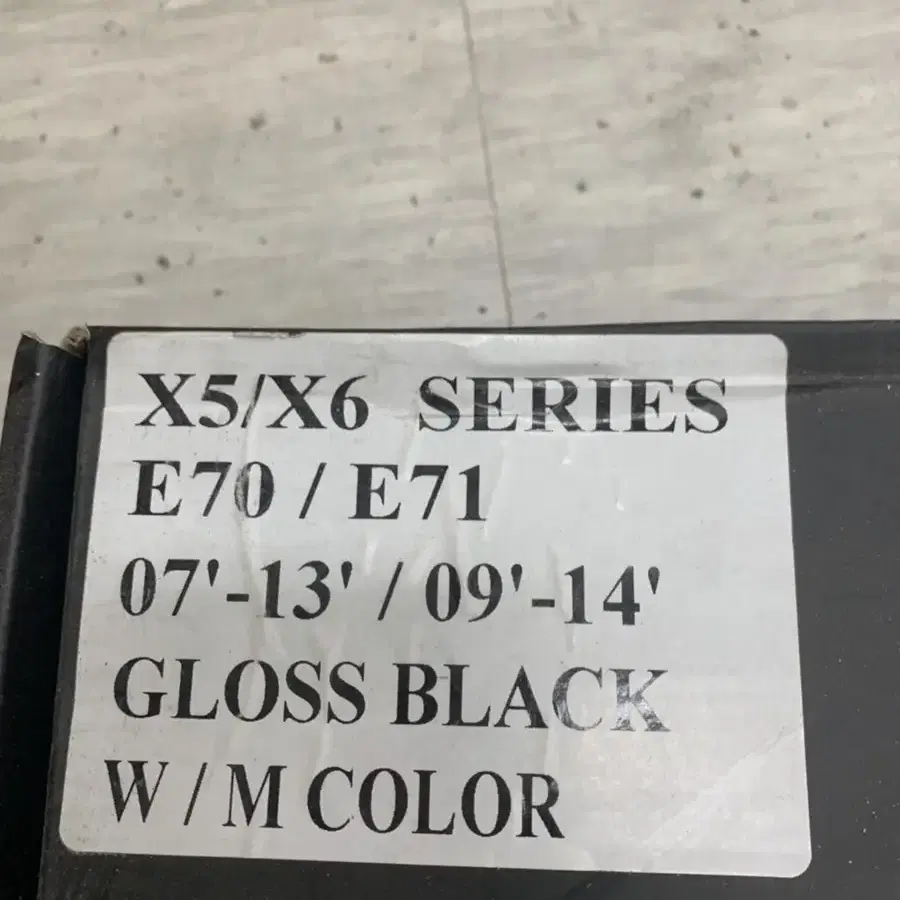 X5/X6 SERIES
E70 / E71
07'-13' / 09'-14'
GLOSS BLACK
W / M COLOR